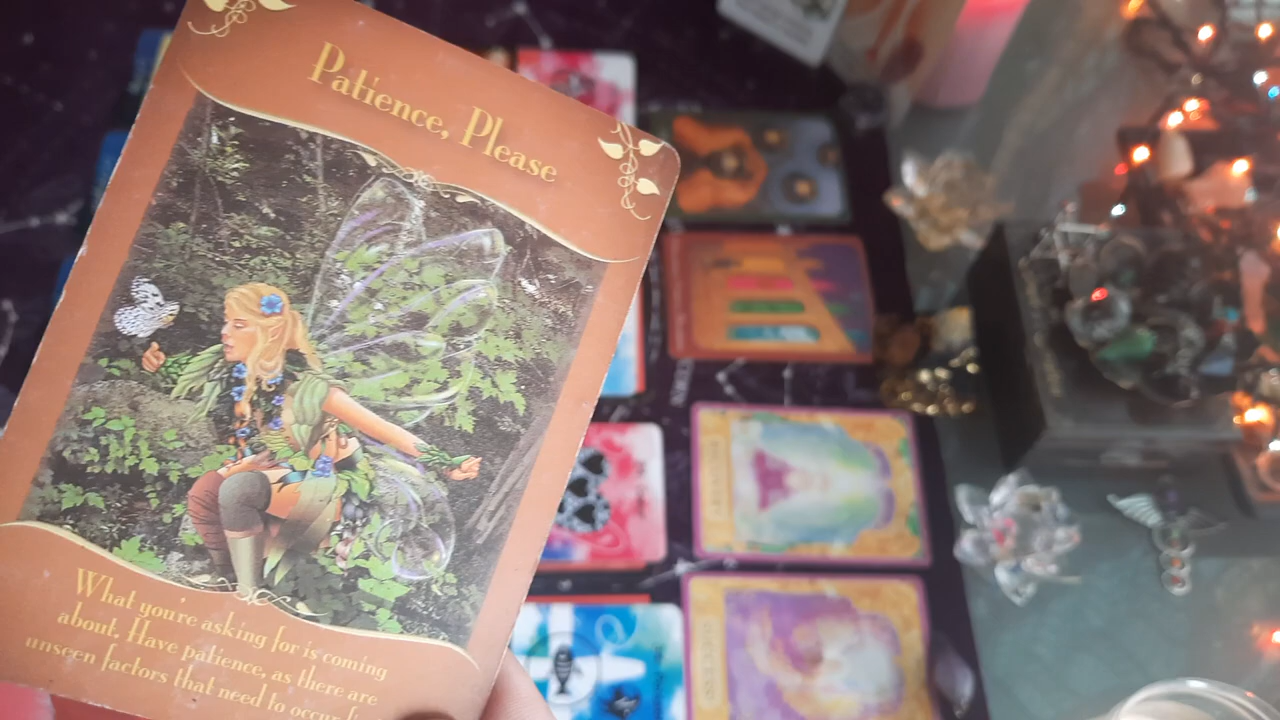 Patience, Please
What you're asking for is coming
about. Have patience, as there are
unseen factors that need to occur